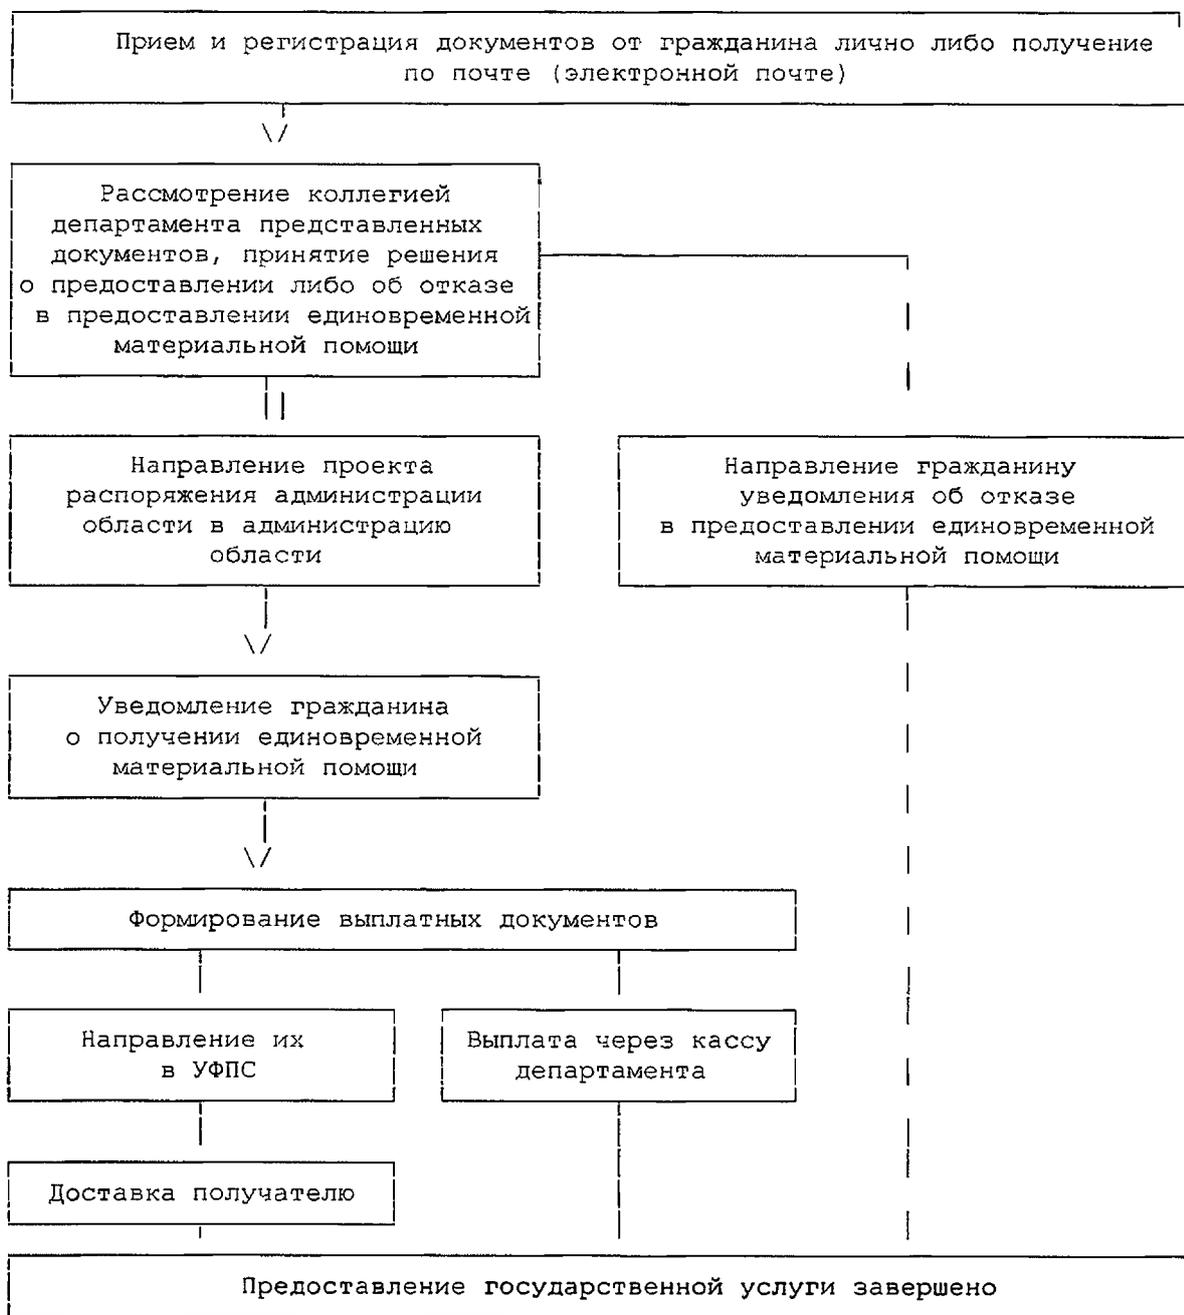 Прием и регистрация документов от гражданина лично либо получение
по почте (электронной почте)
Рассмотрение коллегией
департамента представленных
документов, принятие решения
о предоставлении либо об отказе
в предоставлении единовременной
материальной помощи
Направление проекта
распоряжения администрации
области в администрацию
области
Направление гражданину
уведомления об отказе
в предоставлении единовременной
материальной помощи
Уведомление гражданина
о получении единовременной
материальной помощи
Формирование выплатных документов
Направление их
в УФПС
Выплата через кассу
департамента
Доставка получателю
Предоставление государственной услуги завершено